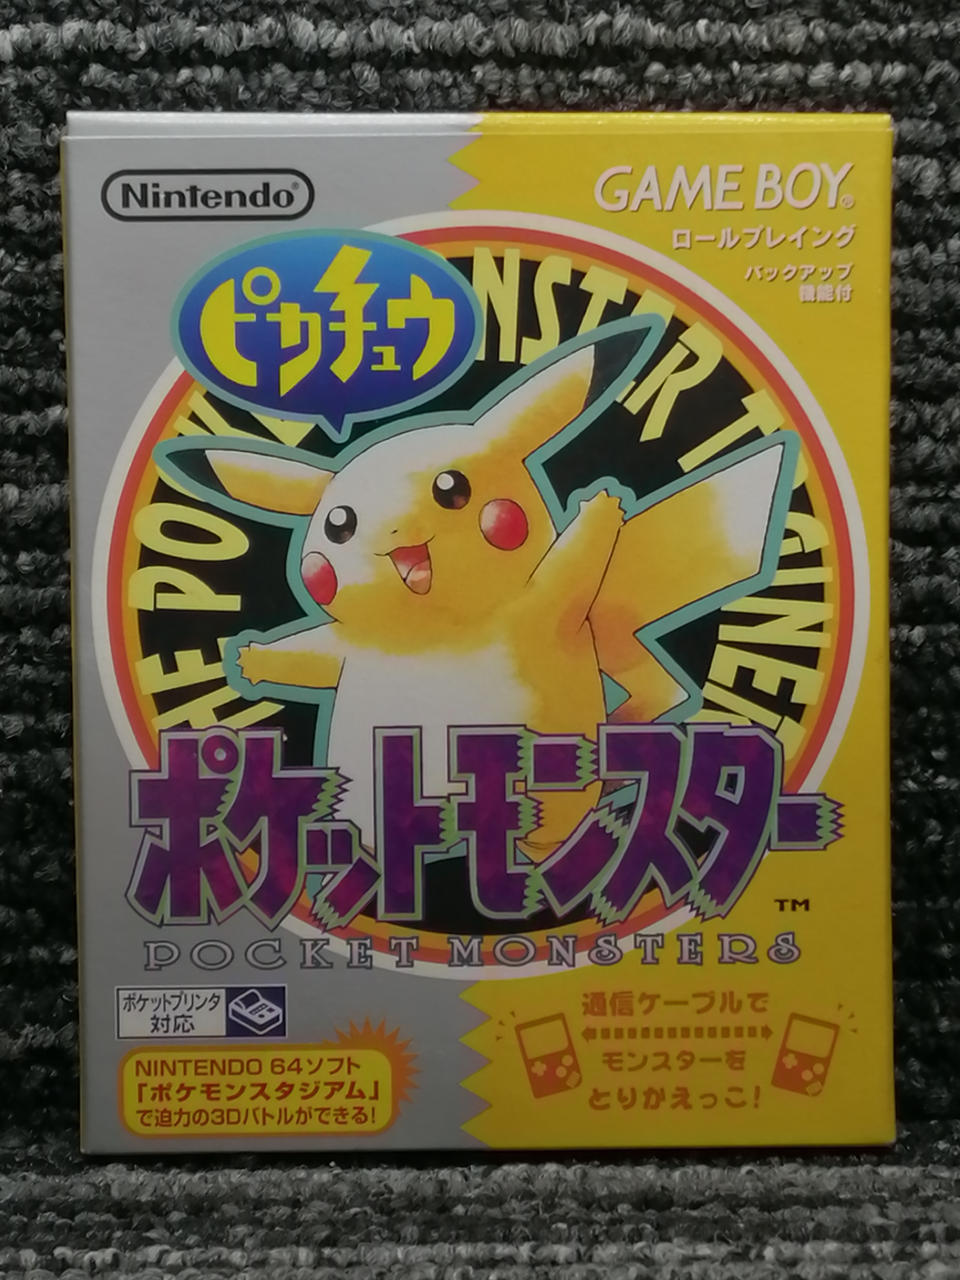 Nintendo®
GAME BOY®
ロールプレイング
バックアップ
機能付
ピカチュウ
ポケットモンスター
TM
POCKET MONSTERS
ポケットプリンタ
対応
NINTENDO 64ソフト
「ポケモンスタジアム」
で迫力の3Dバトルができる!
通信ケーブルで
モンスターを
とりかえっこ!